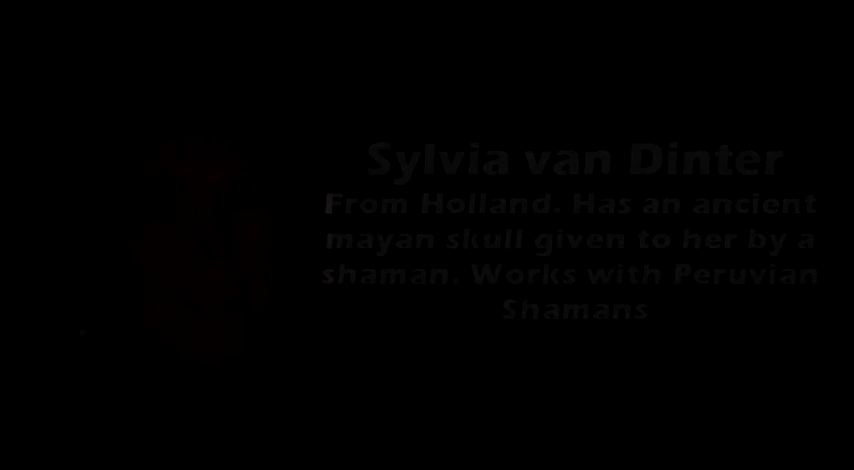 Sylvia van Dinter
From Holland. Has an ancient
mayan skull given to her by a
shaman. Works with Peruvian
Shamans